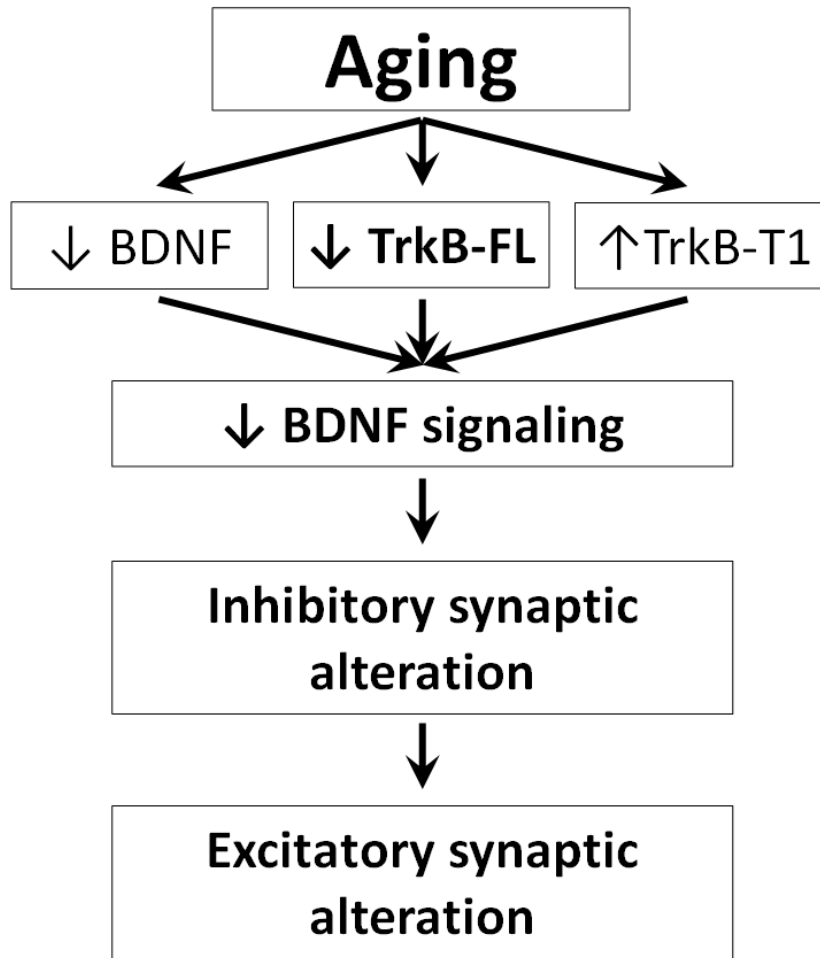 Aging
↓ BDNF
↓ TrkB-FL
↑TrkB-T1
↓ BDNF signaling
Inhibitory synaptic
alteration
Excitatory synaptic
alteration